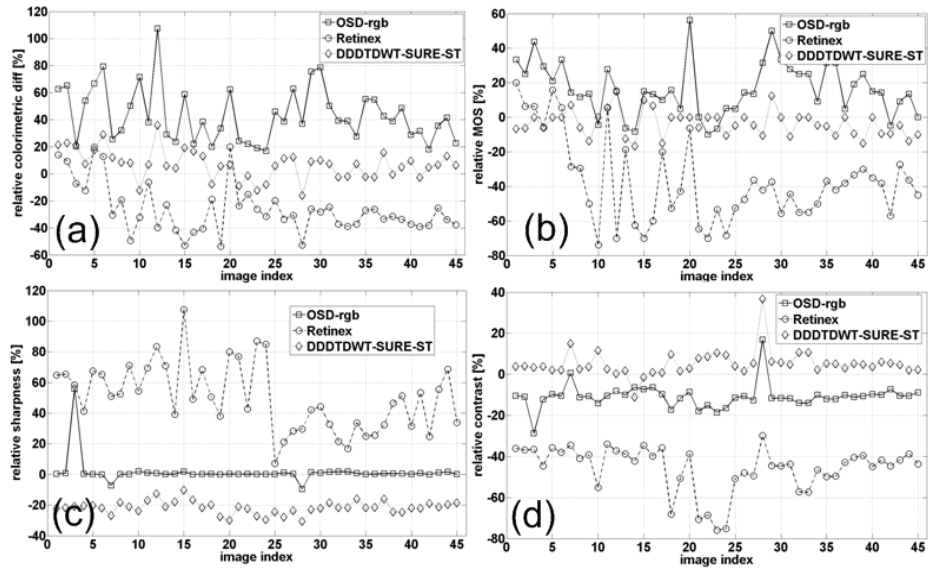 (a)
relative colorimetric diff [%]
120
100
80
60
40
20
0
-20
-40
-60
0 5 10 15 20 25 30 35 40 45
image index
OSD-rgb
Retinex
DDDTDWT-SURE-ST
(b)
relative MOS [%]
60
40
20
0
-20
-40
-60
-80
0 5 10 15 20 25 30 35 40 45
image index
OSD-rgb
Retinex
DDDTDWT-SURE-ST
(c)
relative sharpness [%]
120
100
80
60
40
20
0
-20
-40
0 5 10 15 20 25 30 35 40 45
image index
OSD-rgb
Retinex
DDDTDWT-SURE-ST
(d)
relative contrast [%]
40
20
0
-20
-40
-60
-80
0 5 10 15 20 25 30 35 40 45
image index
OSD-rgb
Retinex
DDDTDWT-SURE-ST